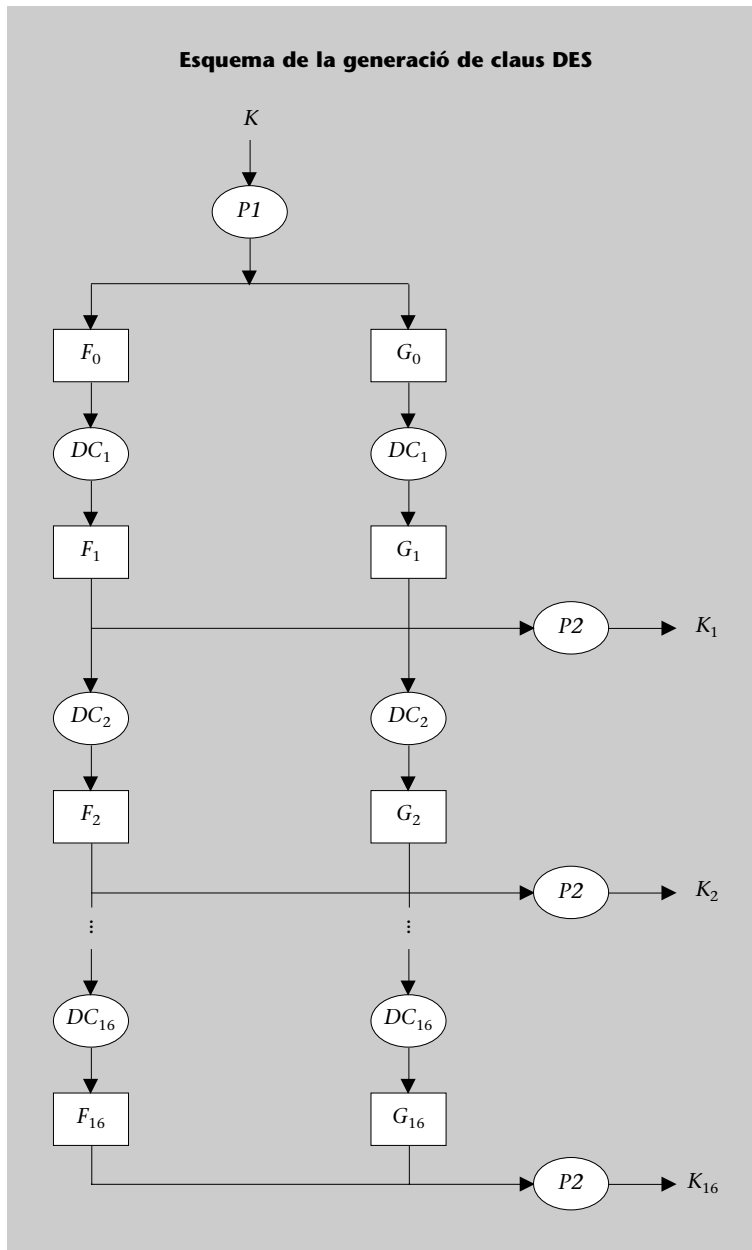 Esquema de la generació de claus DES
K
P1
F₀ G₀
DC₁ DC₁
F₁ G₁
P2 K₁
DC₂ DC₂
F₂ G₂
P2 K₂
... ...
DC₁₆ DC₁₆
F₁₆ G₁₆
P2 K₁₆